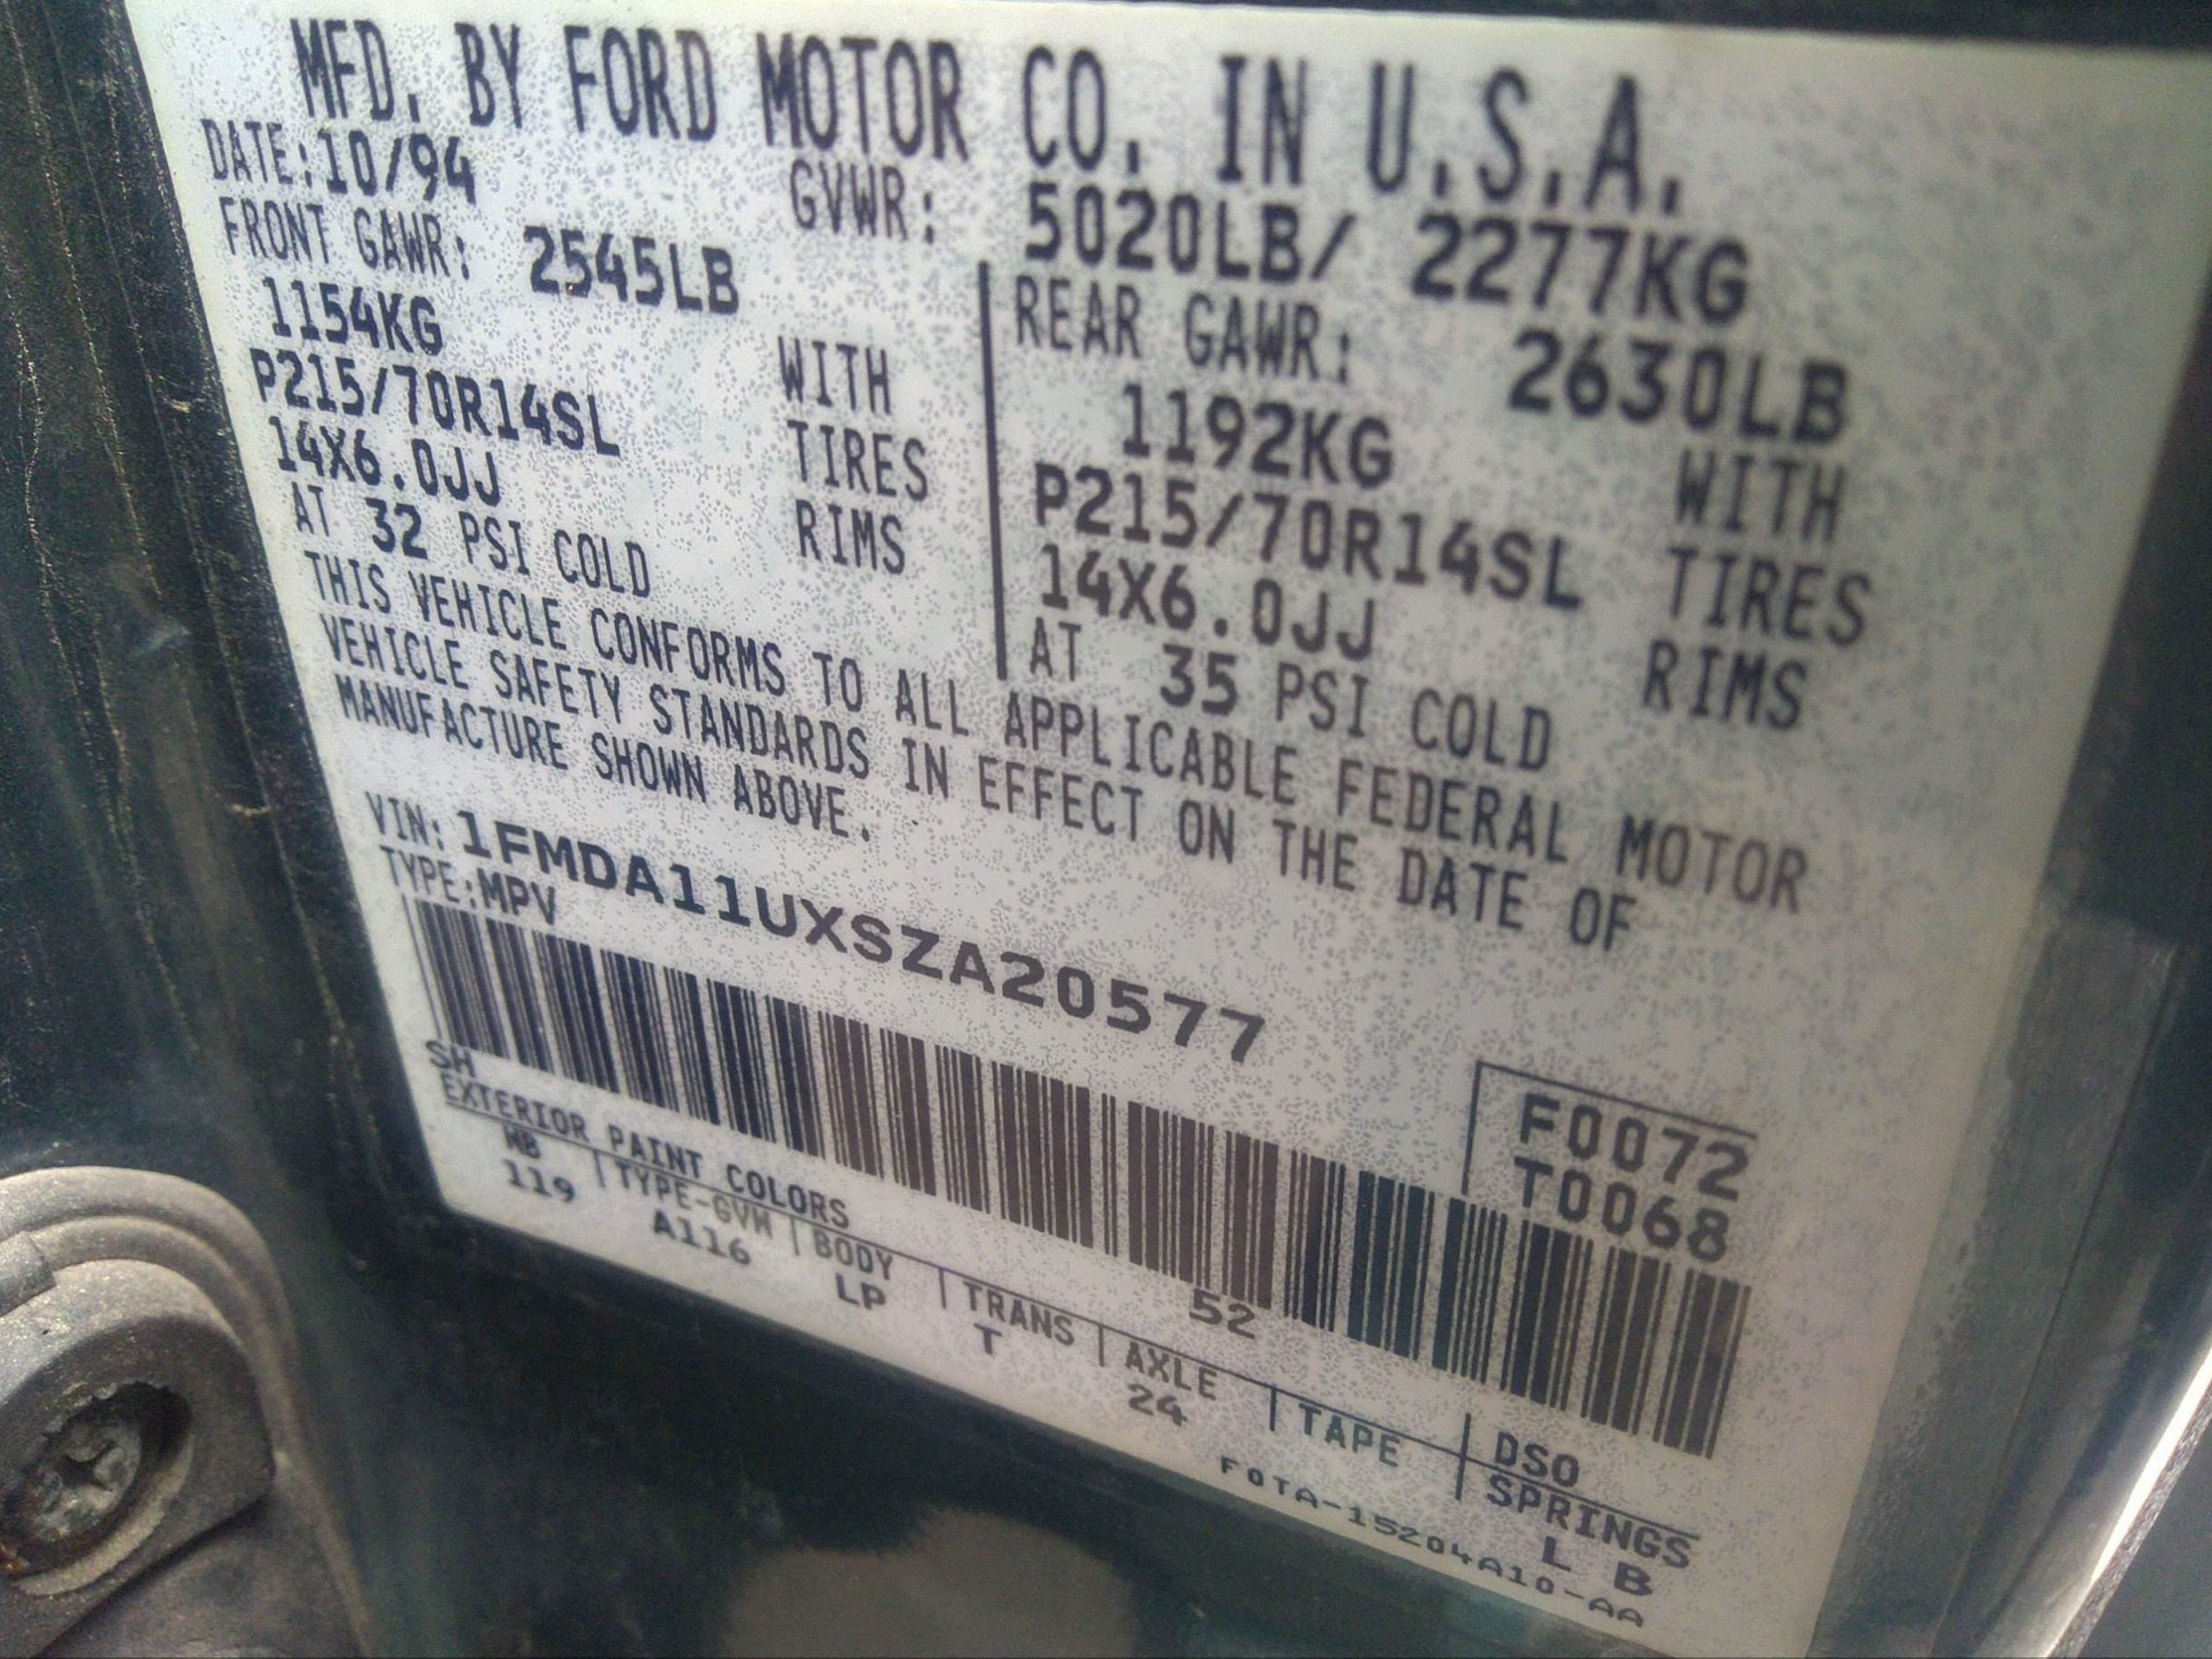 MFD. BY FORD MOTOR CO. IN U.S.A.
DATE:10/94 GVWR: 5020LB/ 2277KG
FRONT GAWR: 2545LB
1154KG WITH
P215/70R14SL TIRES
14X6.0JJ RIMS
AT 32 PSI COLD
REAR GAWR: 2630LB
1192KG WITH
P215/70R14SL TIRES
14X6.0JJ RIMS
AT 35 PSI COLD
THIS VEHICLE CONFORMS TO ALL APPLICABLE FEDERAL MOTOR
VEHICLE SAFETY STANDARDS IN EFFECT ON THE DATE OF
MANUFACTURE SHOWN ABOVE.
VIN: 1FMDA11UXSZA20577
TYPE:MPV
F0072
T0068
SH 52
EXTERIOR PAINT COLORS DSO
WB TYPE-GVW BODY TRANS AXLE TAPE SPRINGS
119 A116 LP T 24 L B
F0TA-15204A10-AA